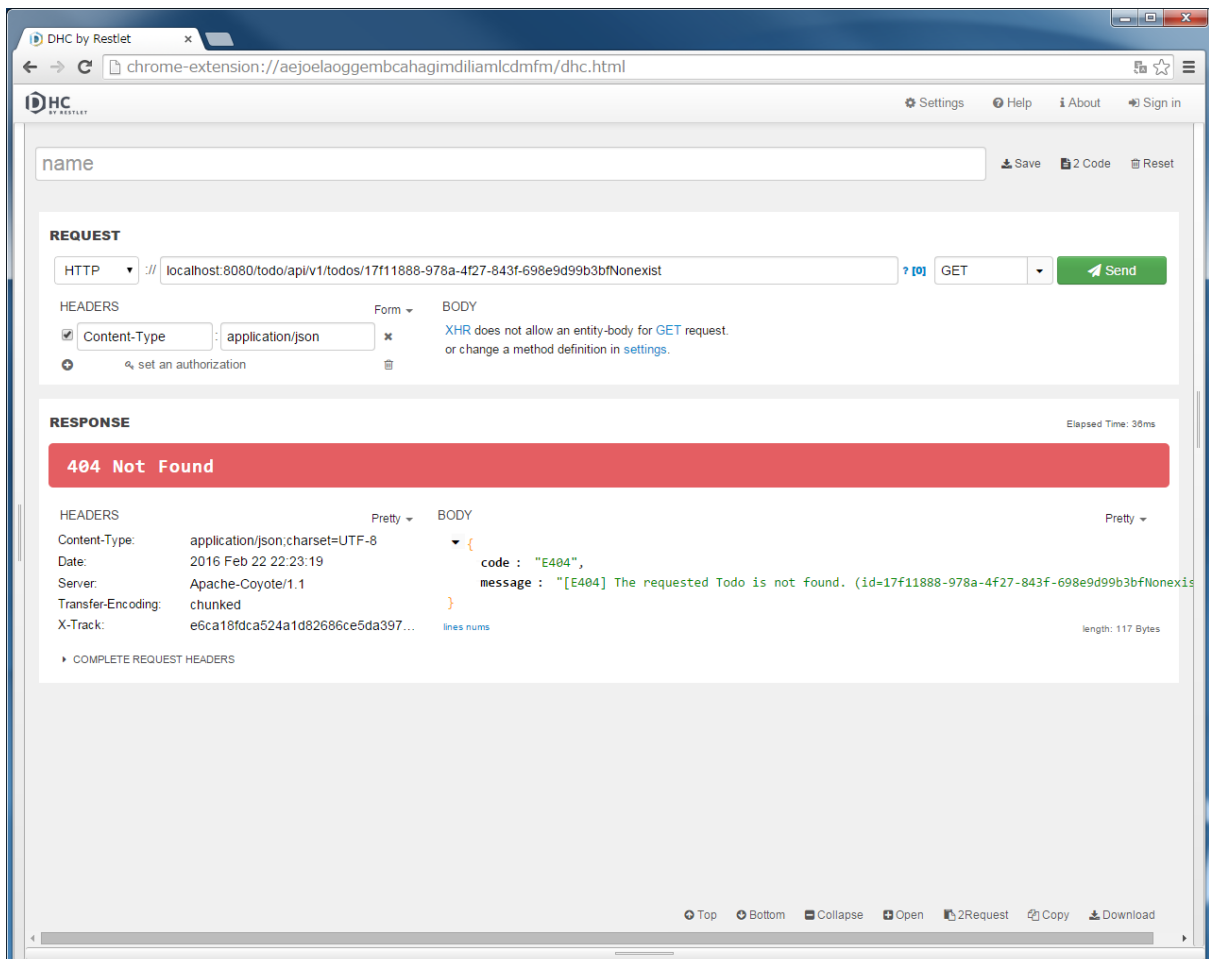 DHC by Restlet
chrome-extension://aejoelaoggembcahagimdiliamlcdmfm/dhc.html
DHC BY RESTLET Settings Help About Sign in
name Save 2 Code Reset
REQUEST
HTTP :// localhost:8080/todo/api/v1/todos/17f11888-978a-4f27-843f-698e9d99b3bfNonexist ? [0] GET Send
HEADERS Form BODY
Content-Type : application/json XHR does not allow an entity-body for GET request.
or change a method definition in settings.
set an authorization
RESPONSE Elapsed Time: 36ms
404 Not Found
HEADERS Pretty BODY Pretty
Content-Type: application/json;charset=UTF-8 {
Date: 2016 Feb 22 22:23:19 code : "E404",
Server: Apache-Coyote/1.1 message : "[E404] The requested Todo is not found. (id=17f11888-978a-4f27-843f-698e9d99b3bfNonexis
Transfer-Encoding: chunked }
X-Track: e6ca18fdca524a1d82686ce5da397... lines nums length: 117 Bytes
COMPLETE REQUEST HEADERS
Top Bottom Collapse Open 2Request Copy Download